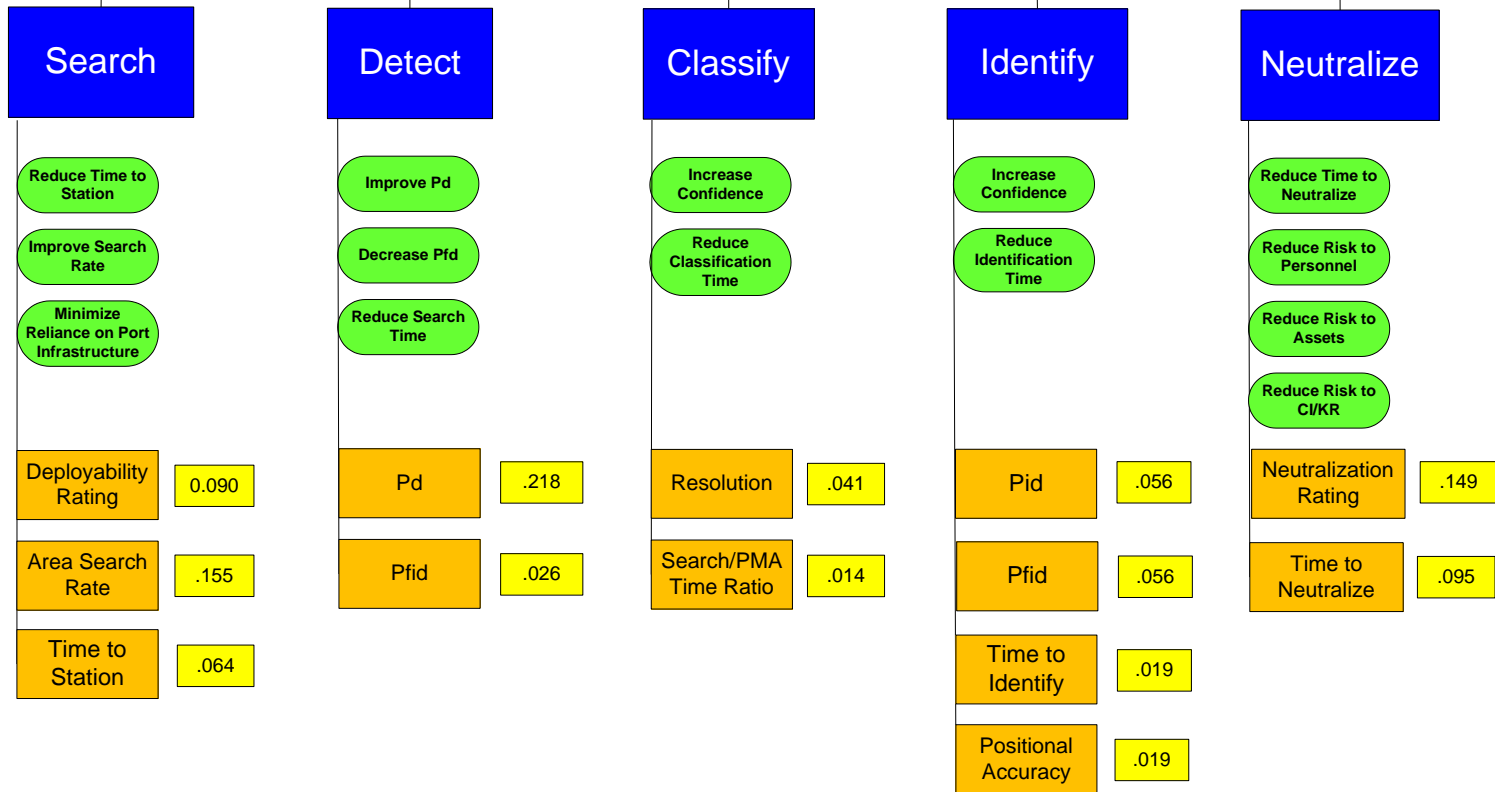 Search
Reduce Time to
Station
Improve Search
Rate
Minimize
Reliance on Port
Infrastructure
Deployability
Rating
0.090
Area Search
Rate
.155
Time to
Station
.064
Detect
Improve Pd
Decrease Pfd
Reduce Search
Time
Pd
.218
Pfid
.026
Classify
Increase
Confidence
Reduce
Classification
Time
Resolution
.041
Search/PMA
Time Ratio
.014
Identify
Increase
Confidence
Reduce
Identification
Time
Pid
.056
Pfid
.056
Time to
Identify
.019
Positional
Accuracy
.019
Neutralize
Reduce Time to
Neutralize
Reduce Risk to
Personnel
Reduce Risk to
Assets
Reduce Risk to
CI/KR
Neutralization
Rating
.149
Time to
Neutralize
.095